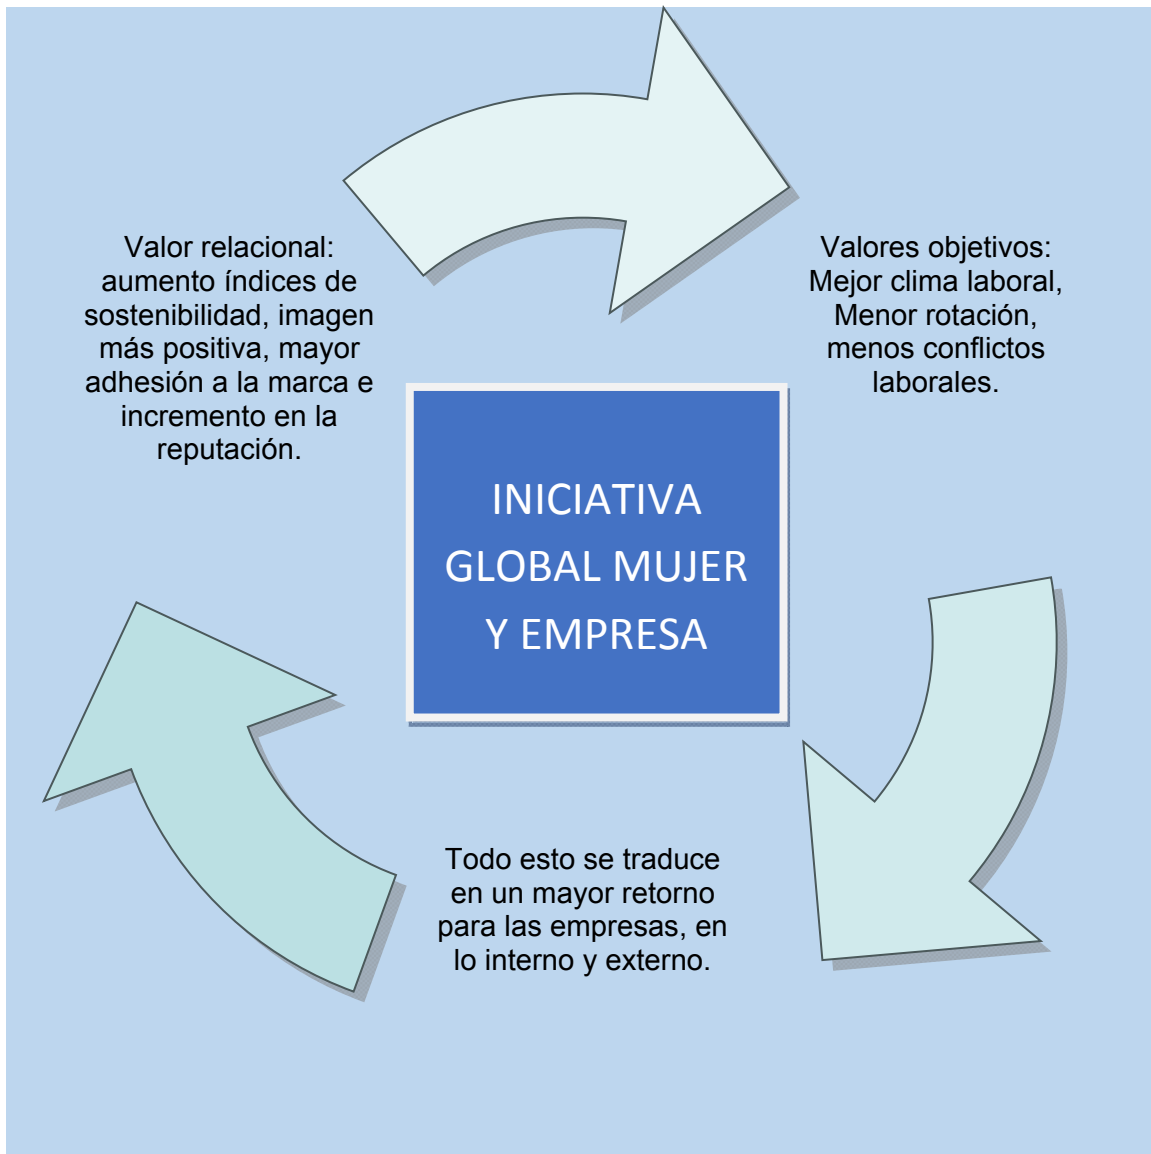 Valor relacional:
aumento índices de
sostenibilidad, imagen
más positiva, mayor
adhesión a la marca e
incremento en la
reputación.
Valores objetivos:
Mejor clima laboral,
Menor rotación,
menos conflictos
laborales.
INICIATIVA
GLOBAL MUJER
Y EMPRESA
Todo esto se traduce
en un mayor retorno
para las empresas, en
lo interno y externo.